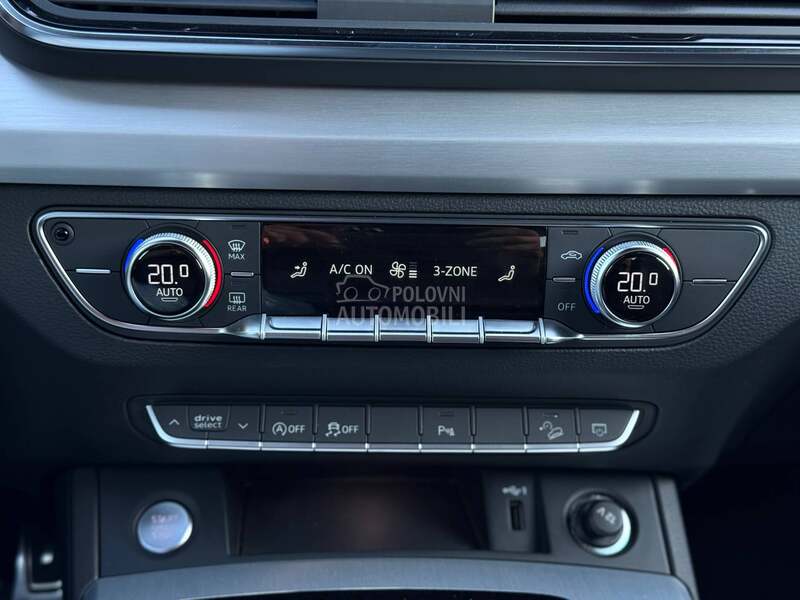 MAX
20.0
AUTO
REAR
A/C ON
3-ZONE
OFF
20.0
AUTO
POLOVNI
AUTOMOBILI
drive
select
OFF
OFF
P
START
12V